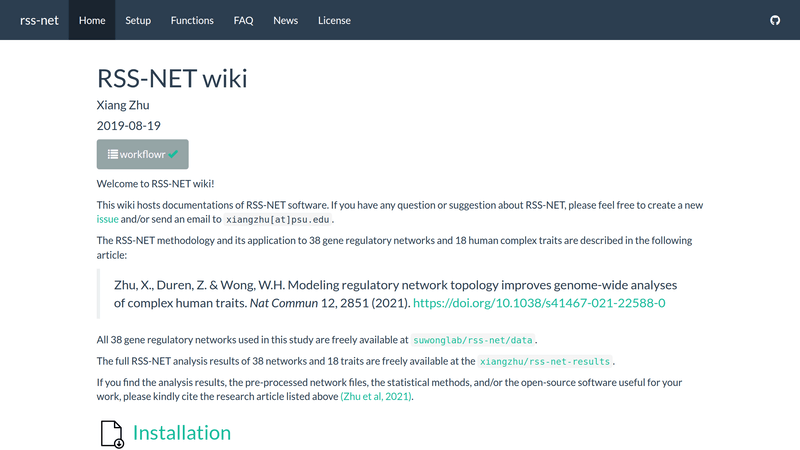 rss-net Home Setup Functions FAQ News License
RSS-NET wiki
Xiang Zhu
2019-08-19
workflowr
Welcome to RSS-NET wiki!
This wiki hosts documentations of RSS-NET software. If you have any question or suggestion about RSS-NET, please feel free to create a new
issue and/or send an email to xiangzhu[at]psu.edu.
The RSS-NET methodology and its application to 38 gene regulatory networks and 18 human complex traits are described in the following
article:
Zhu, X., Duren, Z. & Wong, W.H. Modeling regulatory network topology improves genome-wide analyses
of complex human traits. Nat Commun 12, 2851 (2021). https://doi.org/10.1038/s41467-021-22588-0
All 38 gene regulatory networks used in this study are freely available at suwonglab/rss-net/data.
The full RSS-NET analysis results of 38 networks and 18 traits are freely available at the xiangzhu/rss-net-results.
If you find the analysis results, the pre-processed network files, the statistical methods, and/or the open-source software useful for your
work, please kindly cite the research article listed above (Zhu et al, 2021).
Installation